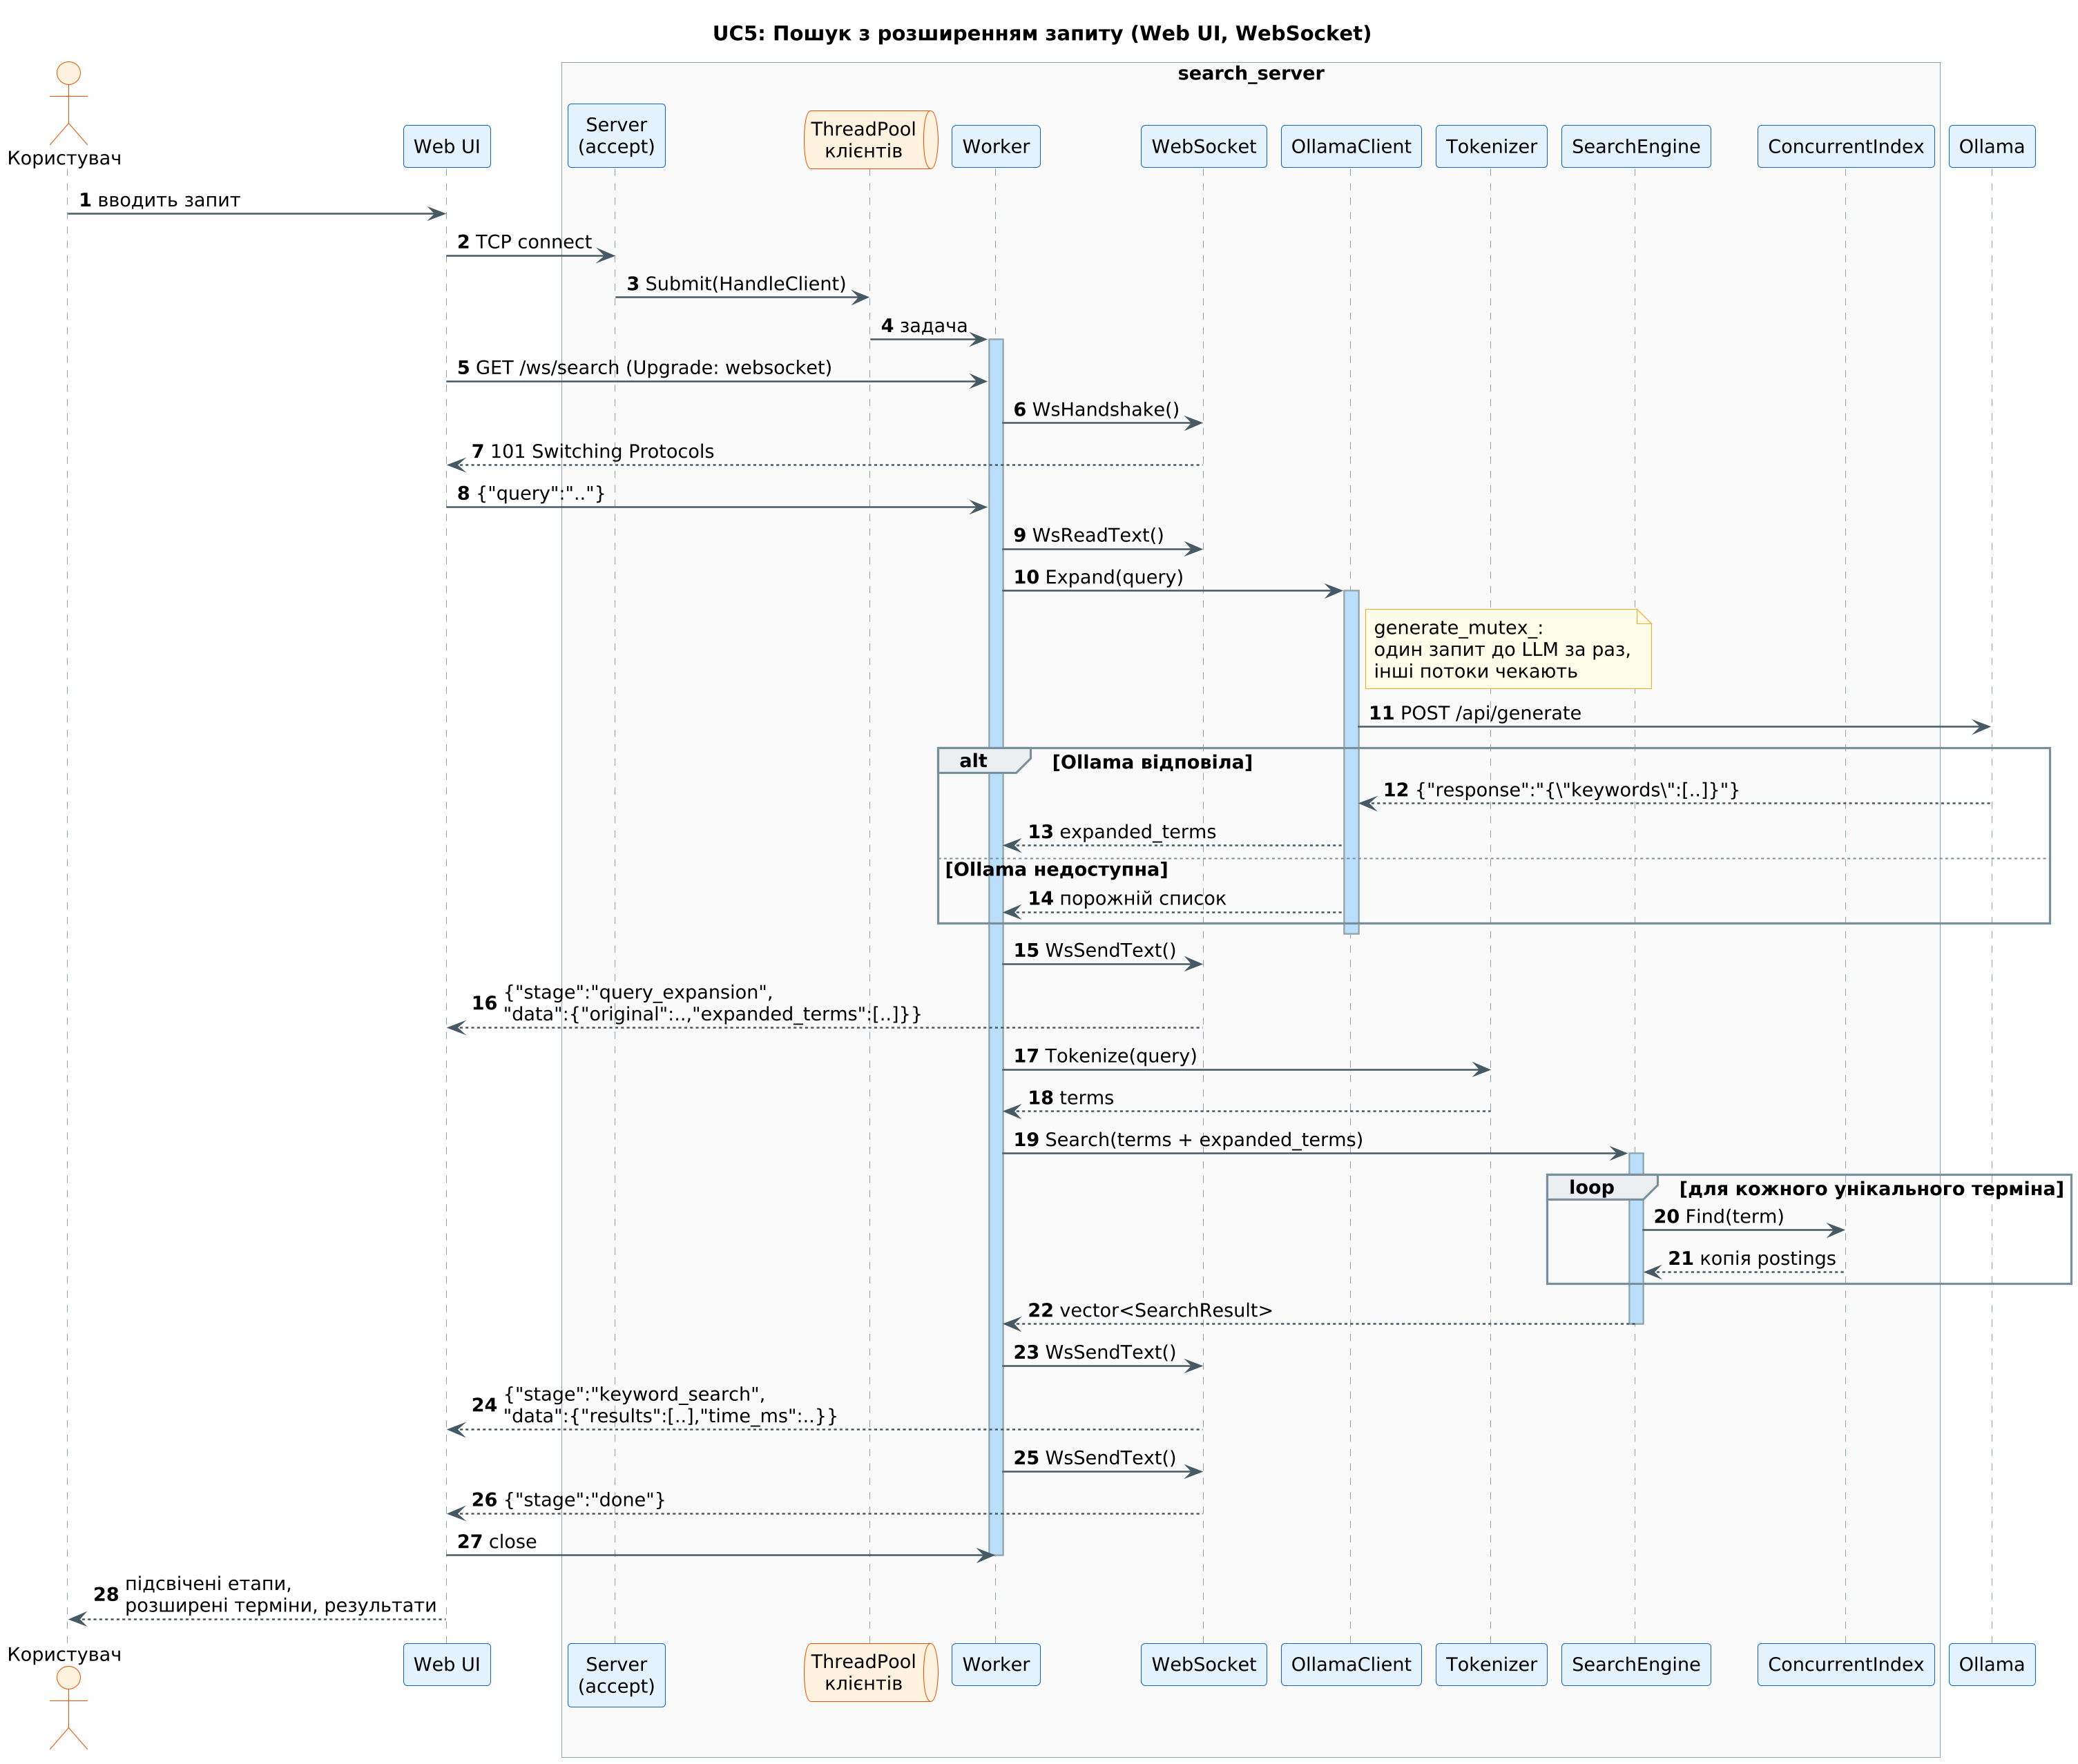 UC5: Пошук з розширенням запиту (Web UI, WebSocket)
search_server
Користувач
Web UI
Server
(accept)
ThreadPool
клієнтів
Worker
WebSocket
OllamaClient
Tokenizer
SearchEngine
ConcurrentIndex
Ollama
1 вводить запит
2 TCP connect
3 Submit(HandleClient)
4 задача
5 GET /ws/search (Upgrade: websocket)
6 WsHandshake()
7 101 Switching Protocols
8 {"query":".."}
9 WsReadText()
10 Expand(query)
generate_mutex_:
один запит до LLM за раз,
інші потоки чекають
11 POST /api/generate
alt [Ollama відповіла]
12 {"response":"{\"keywords\":[..]}"}
13 expanded_terms
[Ollama недоступна]
14 порожній список
15 WsSendText()
16 {"stage":"query_expansion",
"data":{"original":..,"expanded_terms":[..]}}
17 Tokenize(query)
18 terms
19 Search(terms + expanded_terms)
loop [для кожного унікального терміна]
20 Find(term)
21 копія postings
22 vector<SearchResult>
23 WsSendText()
24 {"stage":"keyword_search",
"data":{"results":[..],"time_ms":..}}
25 WsSendText()
26 {"stage":"done"}
27 close
28 підсвічені етапи,
розширені терміни, результати
Користувач
Web UI
Server
(accept)
ThreadPool
клієнтів
Worker
WebSocket
OllamaClient
Tokenizer
SearchEngine
ConcurrentIndex
Ollama